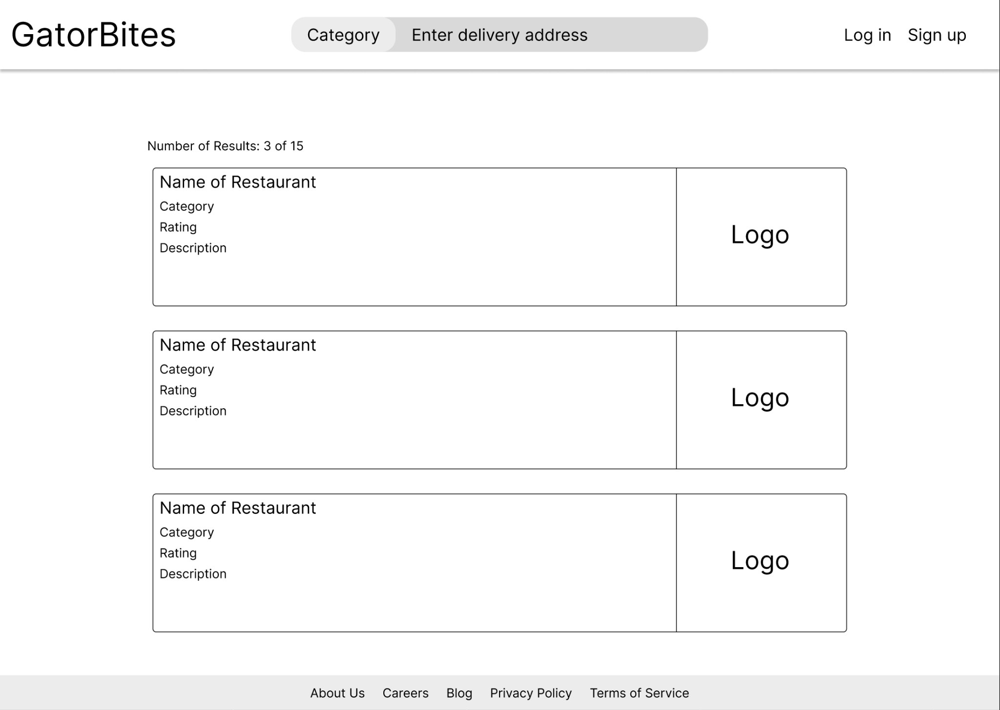 GatorBites
Category Enter delivery address
Log in Sign up
Number of Results: 3 of 15
Name of Restaurant
Category
Rating
Description
Logo
Name of Restaurant
Category
Rating
Description
Logo
Name of Restaurant
Category
Rating
Description
Logo
About Us Careers Blog Privacy Policy Terms of Service